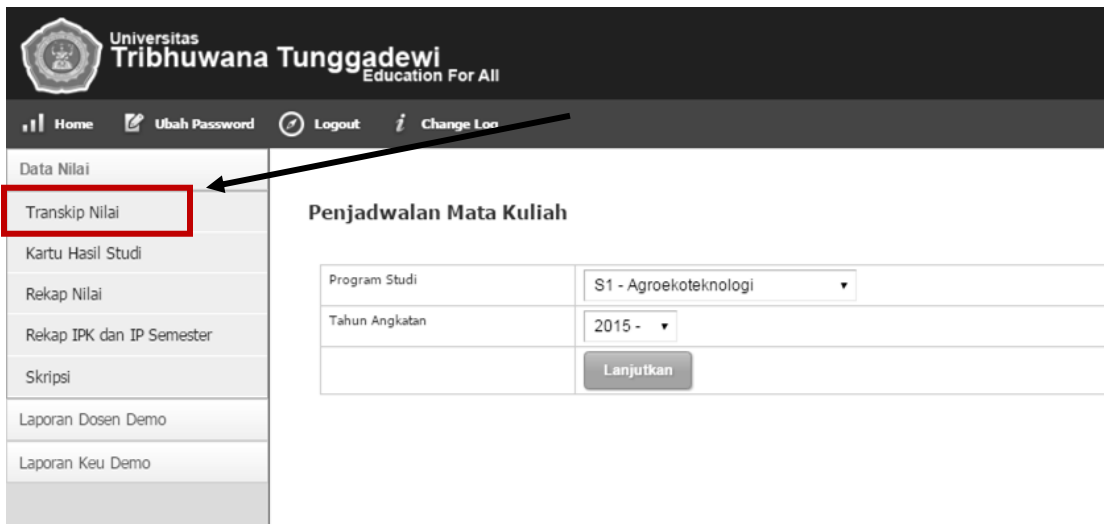 Universitas
Tribhuwana Tunggadewi
Education For All
Home Ubah Password Logout Change Log
Data Nilai
Transkip Nilai
Kartu Hasil Studi
Rekap Nilai
Rekap IPK dan IP Semester
Skripsi
Laporan Dosen Demo
Laporan Keu Demo
Penjadwalan Mata Kuliah
Program Studi S1 - Agroekoteknologi
Tahun Angkatan 2015 -
Lanjutkan